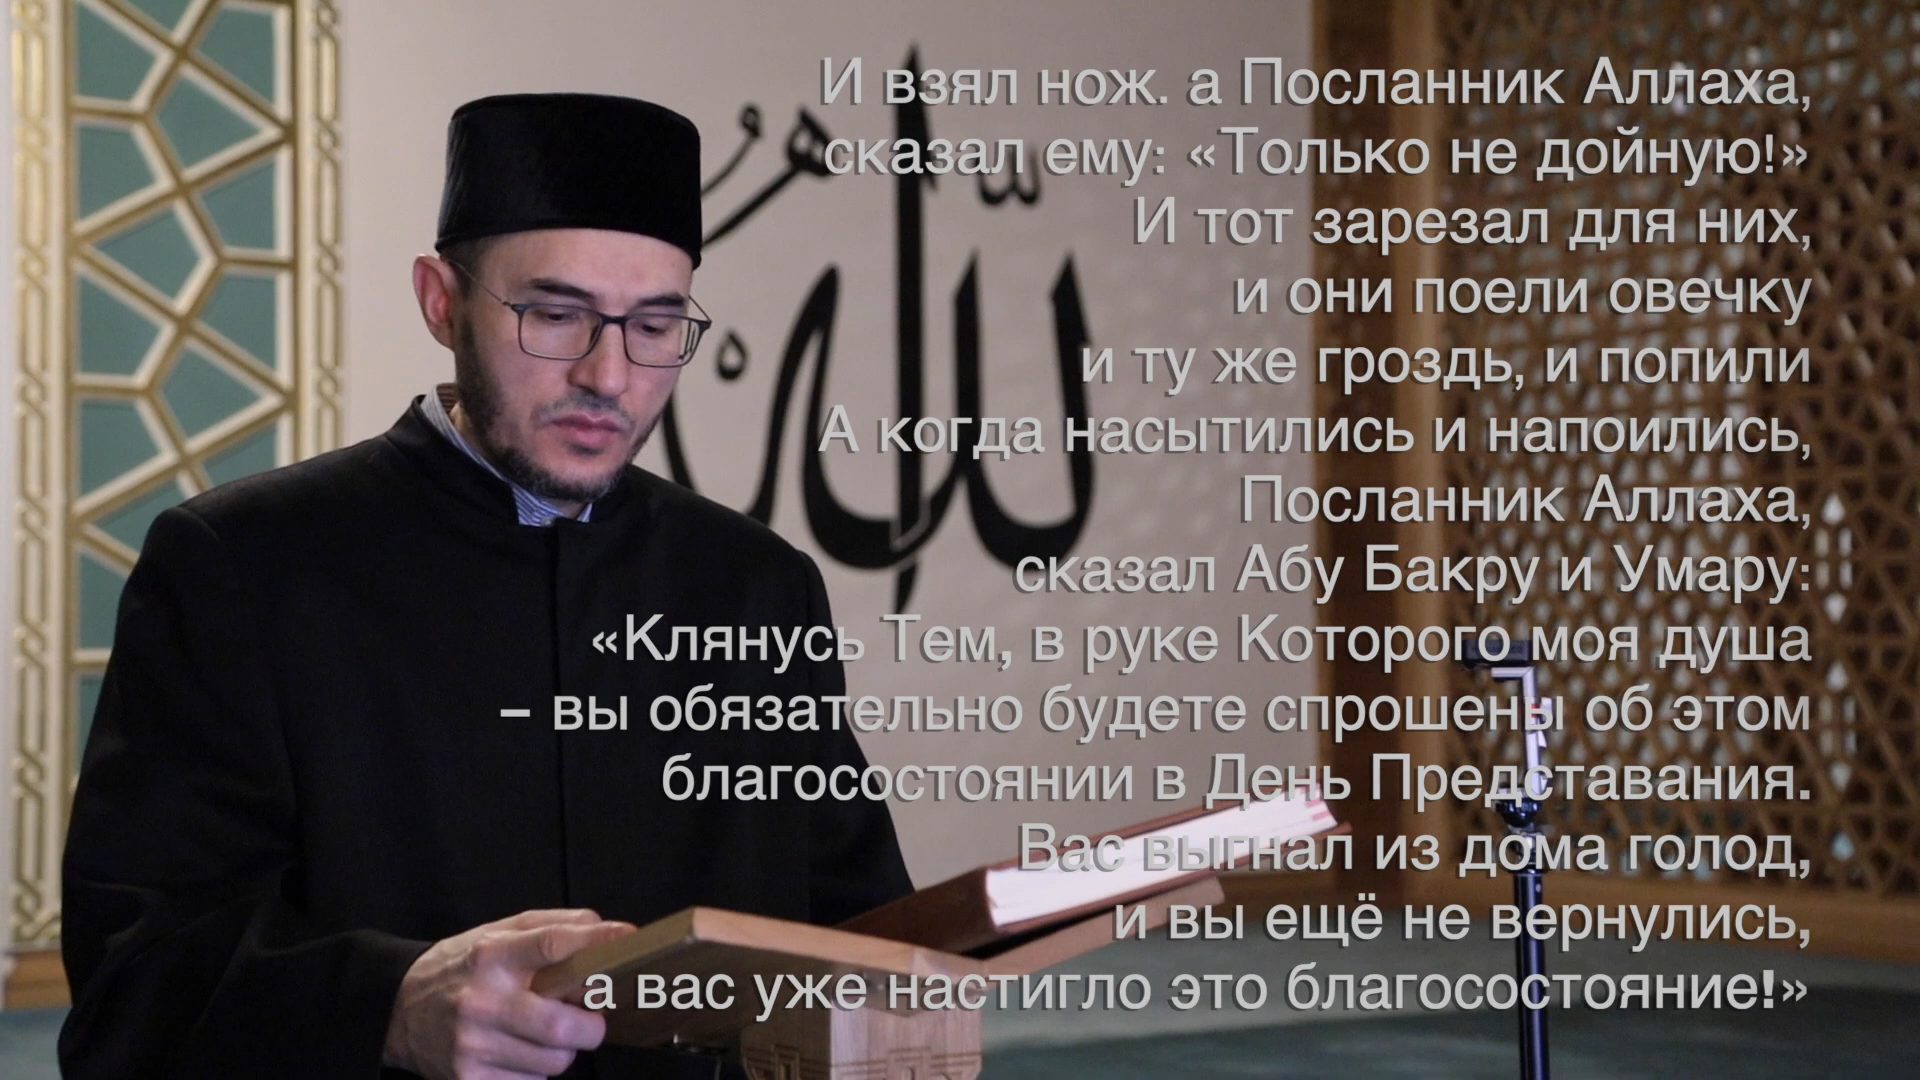 И взял нож. а Посланник Аллаха,
сказал ему: «Только не дойную!»
И тот зарезал для них,
и они поели овечку
и ту же гроздь, и попили
А когда насытились и напоились,
Посланник Аллаха,
сказал Абу Бакру и Умару:
«Клянусь Тем, в руке Которого моя душа
– вы обязательно будете спрошены об этом
благосостоянии в День Представания.
Вас выгнал из дома голод,
и вы ещё не вернулись,
а вас уже настигло это благосостояние!»
الله